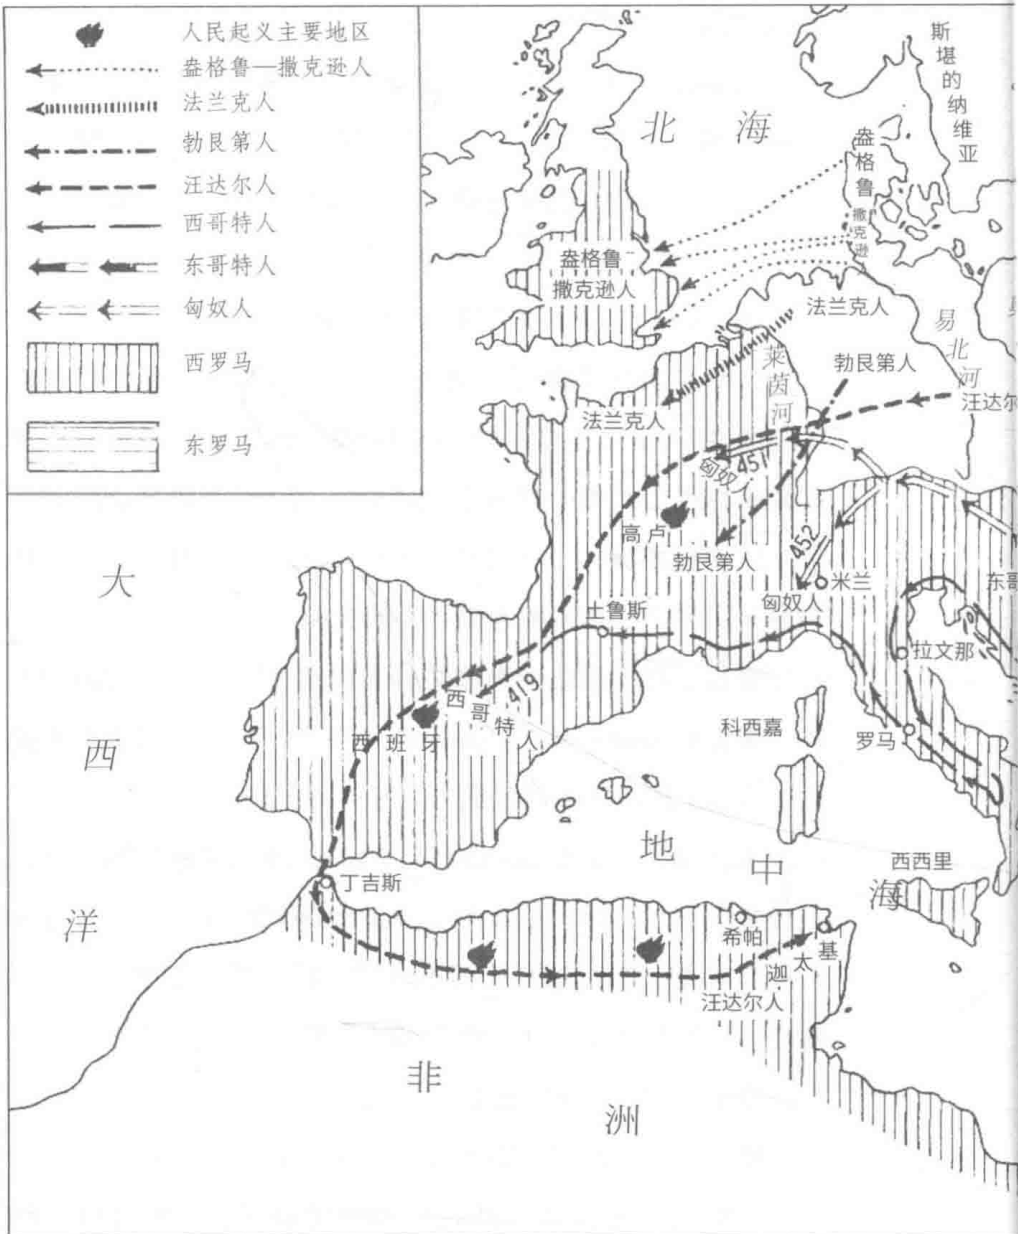 人民起义主要地区
盎格鲁—撒克逊人
法兰克人
勃艮第人
汪达尔人
西哥特人
东哥特人
匈奴人
西罗马
东罗马
斯堪的纳维亚
北海
盎格鲁
撒克逊
盎格鲁
撒克逊人
法兰克人
易北河
莱茵河
勃艮第人
汪达尔
法兰克人
451
匈奴人
高卢
勃艮第人
452
米兰
匈奴人
东哥
土鲁斯
拉文那
419
西哥特人
西班牙
科西嘉
罗马
大西洋
地中海
西西里
丁吉斯
希帕
迦太基
汪达尔人
非洲